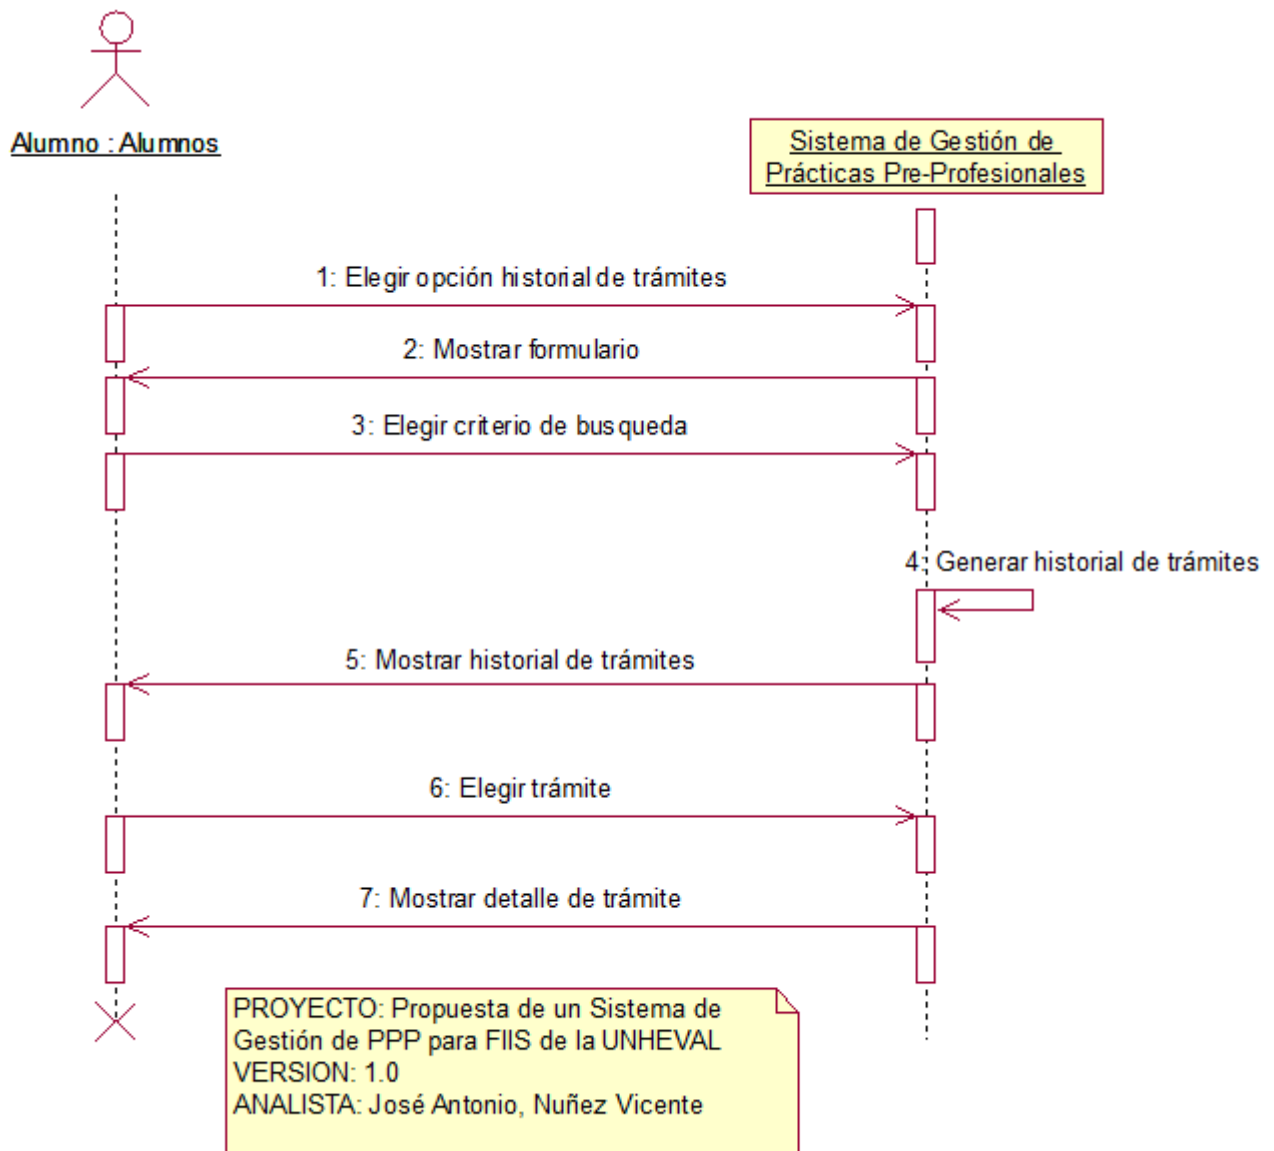 Alumno : Alumnos
Sistema de Gestión de
Prácticas Pre-Profesionales
1: Elegir opción historial de trámites
2: Mostrar formulario
3: Elegir criterio de busqueda
4: Generar historial de trámites
5: Mostrar historial de trámites
6: Elegir trámite
7: Mostrar detalle de trámite
PROYECTO: Propuesta de un Sistema de
Gestión de PPP para FIIS de la UNHEVAL
VERSION: 1.0
ANALISTA: José Antonio, Nuñez Vicente